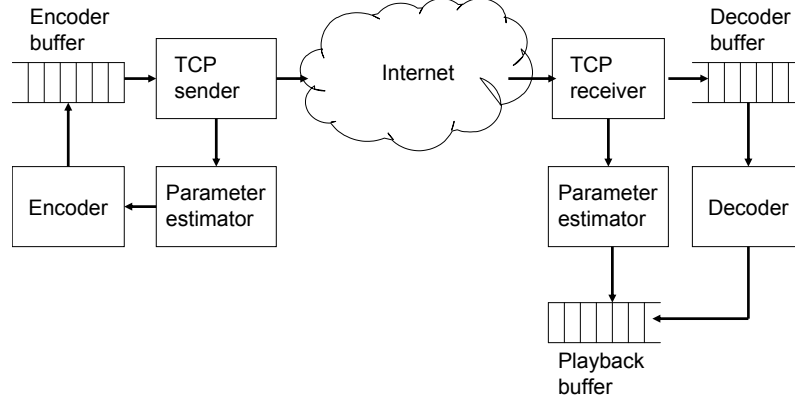 Encoder
buffer
TCP
sender
Internet
TCP
receiver
Decoder
buffer
Encoder
Parameter
estimator
Parameter
estimator
Decoder
Playback
buffer